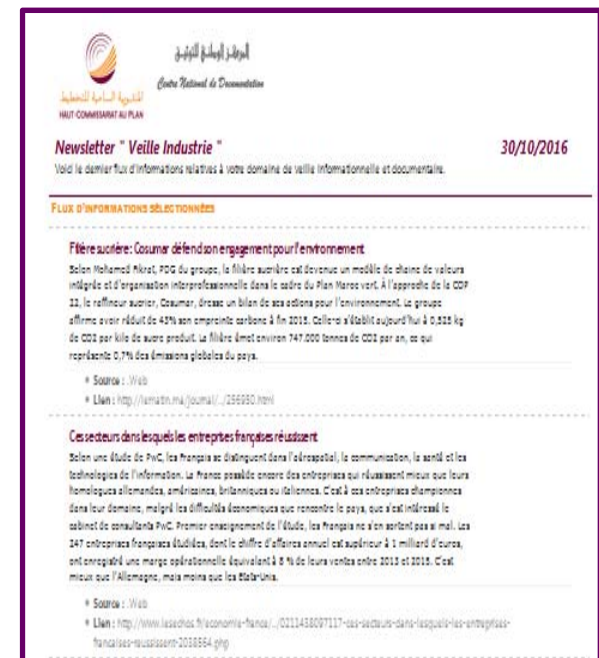 المركز الوطني للتوثيق
Centre National de Documentation
المندوبية السامية للتخطيط
HAUT-COMMISSARIAT AU PLAN
Newsletter " Veille Industrie " 30/10/2016
Voici le dernier flux d'informations relatives à votre domaine de veille informationnelle et documentaire.
FLUX D'INFORMATIONS SÉLECTIONNÉES
Filière sucrière: Cosumar défend son engagement pour l'environnement
Selon Mohamed Fikrat, PDG du groupe, la filière sucrière est devenue un modèle de chaine de valeurs
intégrée et d'organisation interprofessionnelle dans le cadre du Plan Maroc vert. À l'approche de la COP
22, le raffineur sucrier, Cosumar, dresse un bilan de ses actions pour l'environnement. Le groupe
affirme avoir réduit de 43% son empreinte carbone à fin 2015. Celle-ci s'établit aujourd'hui à 0,525 kg
de CO2 par kilo de sucre produit. La filière émet environ 747.000 tonnes de CO2 par an, ce qui
représente 0,7% des émissions globales du pays.
* Source : .Web
* Lien : http://lematin.ma/journal/../256950.html
Ces secteurs dans lesquels les entreprises françaises réussissent
Selon une étude de PwC, les Français se distinguent dans l'aérospatial, la communication, la santé et les
technologies de l'information. La France possède encore des entreprises qui réussissent mieux que leurs
homologues allemandes, américaines, britanniques ou italiennes. C'est à ces entreprises championnes
dans leur domaine, malgré les difficultés économiques que rencontre le pays, que s'est intéressé le
cabinet de consultants PwC. Premier enseignement de l'étude, les Français ne s'en sortent pas si mal. Les
247 entreprises françaises étudiées, dont le chiffre d'affaires annuel est supérieur à 1 milliard d'euros,
ont enregistré une marge opérationnelle équivalant à 8 % de leurs ventes entre 2013 et 2015. C'est
mieux que l'Allemagne, mais moins que les Etats-Unis.
* Source : .Web
* Lien : http://www.lesechos.fr/economie-france/../0211438097117-ces-secteurs-dans-lesquels-les-entreprises-
francaises-reussissent-2038564.php